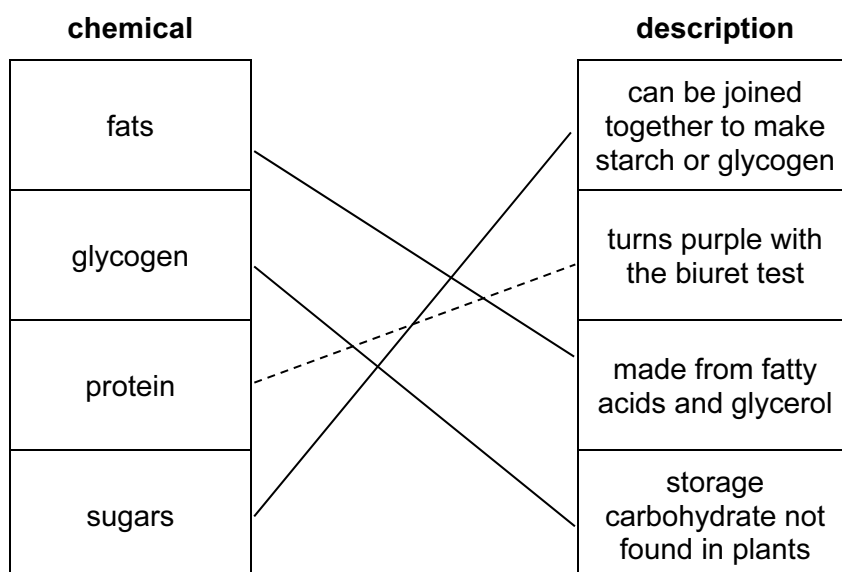 chemical
description
fats
can be joined
together to make
starch or glycogen
glycogen
turns purple with
the biuret test
protein
made from fatty
acids and glycerol
sugars
storage
carbohydrate not
found in plants